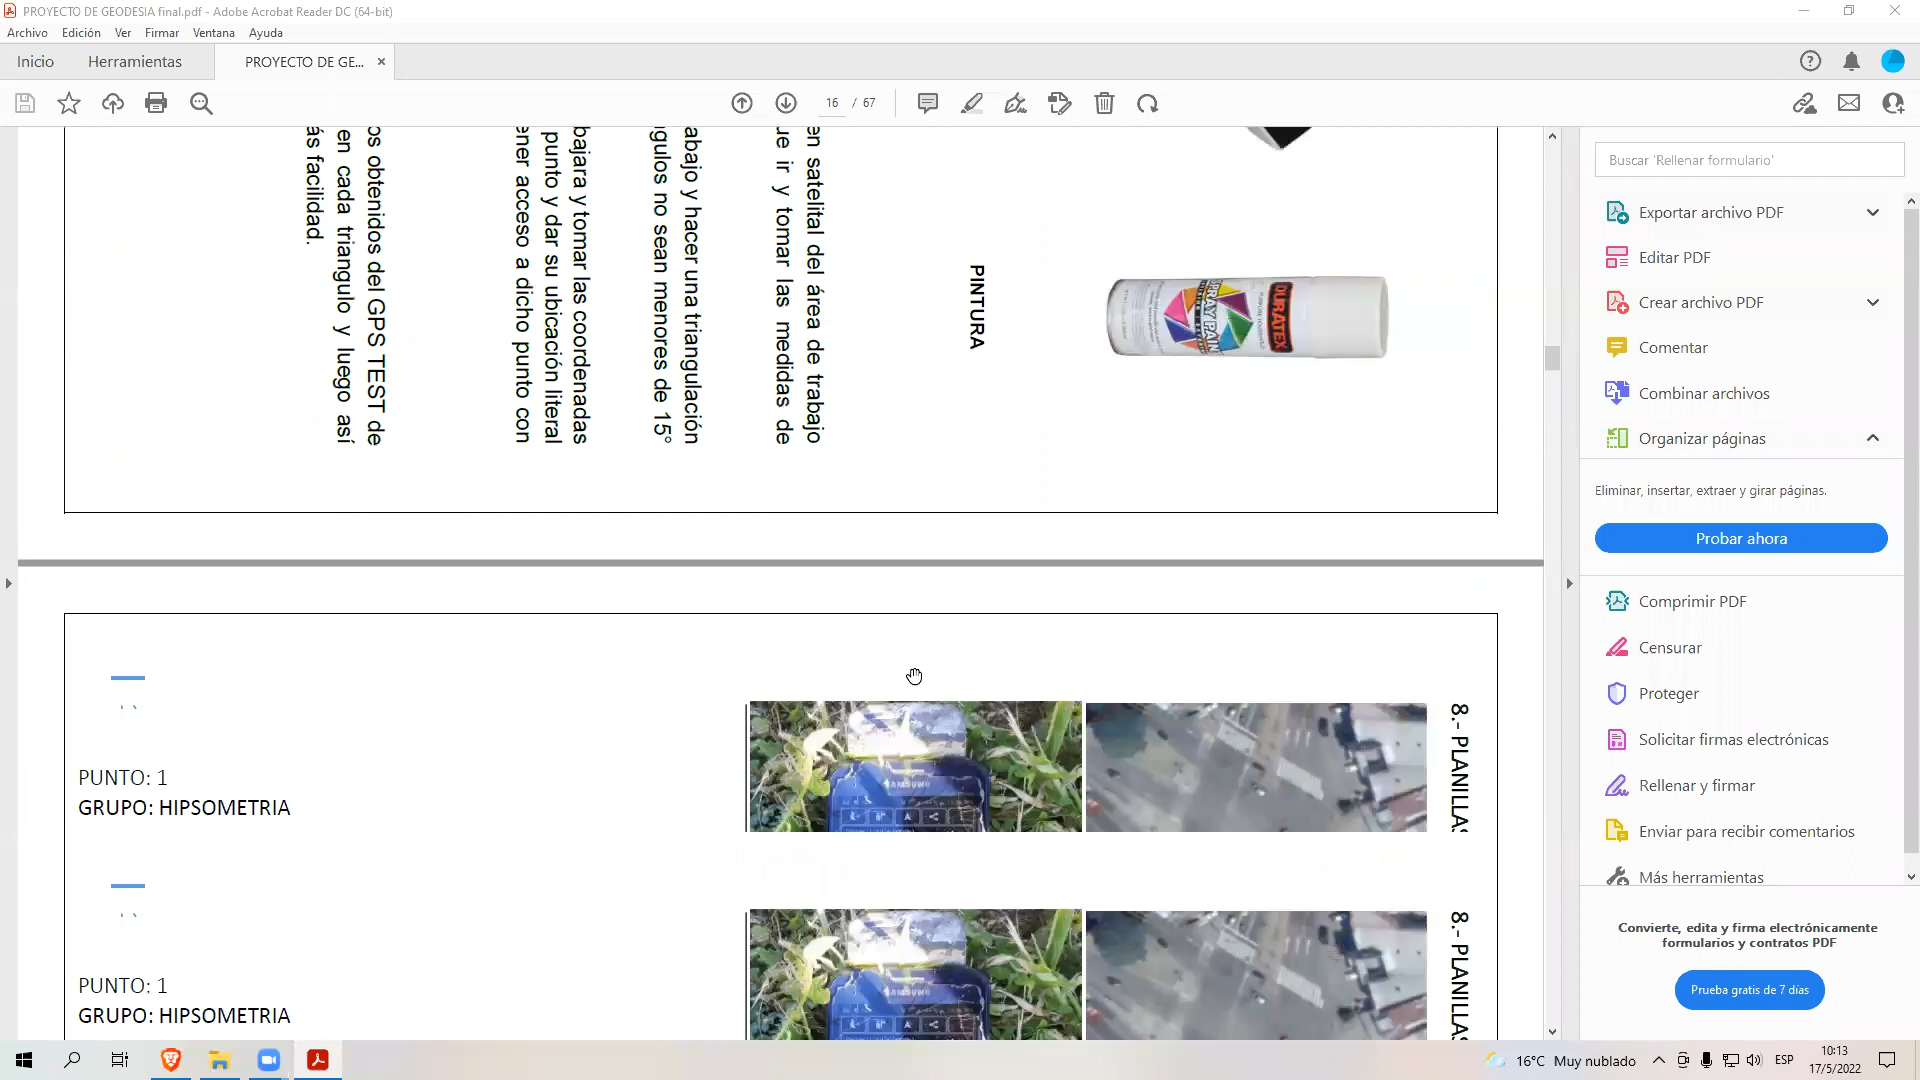 PROYECTO DE GEODESIA final.pdf - Adobe Acrobat Reader DC (64-bit)
Archivo Edición Ver Firmar Ventana Ayuda
Inicio Herramientas PROYECTO DE GE... ×
16 / 67
en satelital del área de trabajo
ue ir y tomar las medidas de
abajo y hacer una triangulación
gulos no sean menores de 15°
bajara y tomar las coordenadas
punto y dar su ubicación literal
ener acceso a dicho punto con
os obtenidos del GPS TEST de
en cada triangulo y luego así
ás facilidad.
PINTURA
DURATEX
SPRAY PAIN
8.- PLANILLAS
SAMSUNG
PUNTO: 1
GRUPO: HIPSOMETRIA
8.- PLANILLAS
SAMSUNG
PUNTO: 1
GRUPO: HIPSOMETRIA
Buscar 'Rellenar formulario'
Exportar archivo PDF
Editar PDF
Crear archivo PDF
Comentar
Combinar archivos
Organizar páginas
Eliminar, insertar, extraer y girar páginas.
Probar ahora
Comprimir PDF
Censurar
Proteger
Solicitar firmas electrónicas
Rellenar y firmar
Enviar para recibir comentarios
Más herramientas
Convierte, edita y firma electrónicamente
formularios y contratos PDF
Prueba gratis de 7 días
16°C Muy nublado
ESP
10:13
17/5/2022